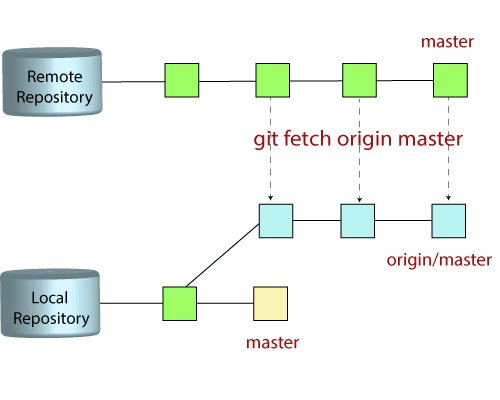 master
Remote
Repository
git fetch origin master
origin/master
Local
Repository
master